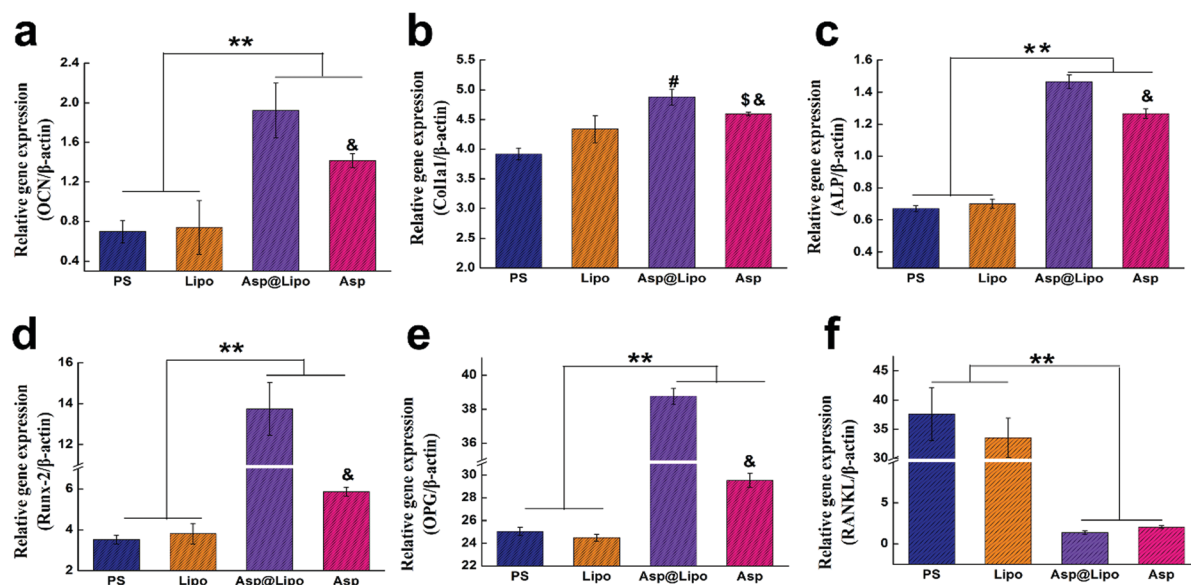 a
**
Relative gene expression
(OCN/β-actin)
2.4
2.0
1.6
1.2
0.8
0.4
&
PS Lipo Asp@Lipo Asp
b
Relative gene expression
(Col1a1/β-actin)
5.5
5.0
4.5
4.0
3.5
3.0
2.5
2.0
#
$ &
PS Lipo Asp@Lipo Asp
c
**
Relative gene expression
(ALP/β-actin)
1.6
1.4
1.2
1.0
0.8
0.6
0.4
&
PS Lipo Asp@Lipo Asp
d
**
Relative gene expression
(Runx-2/β-actin)
16
14
12
10
8
6
4
2
&
PS Lipo Asp@Lipo Asp
e
**
Relative gene expression
(OPG/β-actin)
40
38
36
30
28
26
24
22
&
PS Lipo Asp@Lipo Asp
f
**
Relative gene expression
(RANKL/β-actin)
45
40
35
30
5
0
PS Lipo Asp@Lipo Asp